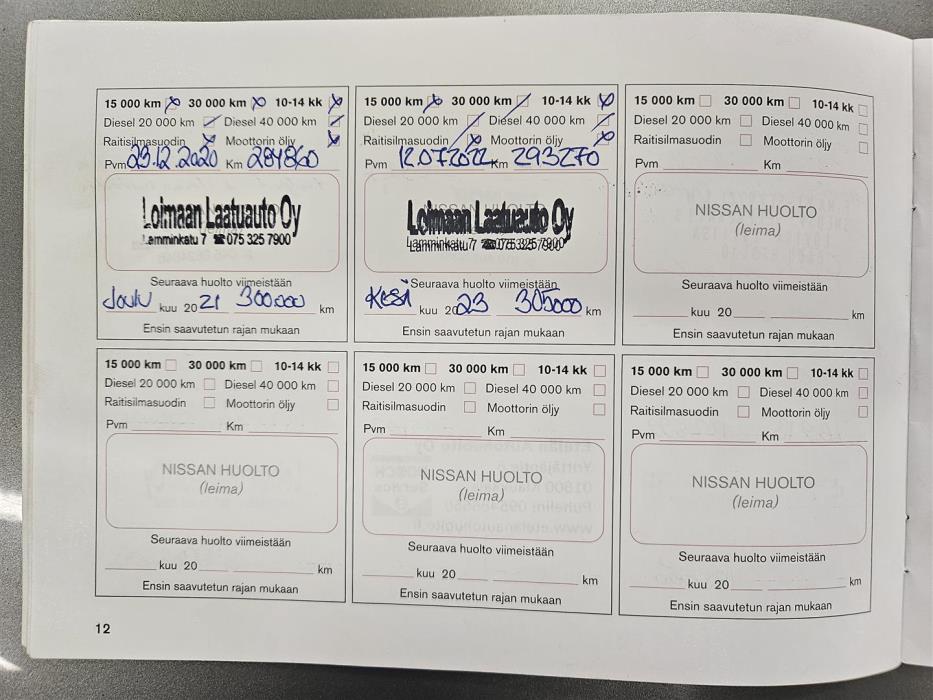 15 000 km 30 000 km 10-14 kk
Diesel 20 000 km Diesel 40 000 km
Raitisilmasuodin Moottorin öljy
Pvm 23.12.2020 Km 284860
Loimaan Laatuauto Oy
Lamminkatu 7 ☎ 075 325 7900
Seuraava huolto viimeistään
Joulu kuu 20 21 300000 km
Ensin saavutetun rajan mukaan
15 000 km 30 000 km 10-14 kk
Diesel 20 000 km Diesel 40 000 km
Raitisilmasuodin Moottorin öljy
Pvm 12.07.2022 Km 293270
Loimaan Laatuauto Oy
Lamminkatu 7 ☎ 075 325 7900
Seuraava huolto viimeistään
Kesä kuu 20 23 305000 km
Ensin saavutetun rajan mukaan
15 000 km 30 000 km 10-14 kk
Diesel 20 000 km Diesel 40 000 km
Raitisilmasuodin Moottorin öljy
Pvm Km
NISSAN HUOLTO
(leima)
Seuraava huolto viimeistään
kuu 20 km
Ensin saavutetun rajan mukaan
15 000 km 30 000 km 10-14 kk
Diesel 20 000 km Diesel 40 000 km
Raitisilmasuodin Moottorin öljy
Pvm Km
NISSAN HUOLTO
(leima)
Seuraava huolto viimeistään
kuu 20 km
Ensin saavutetun rajan mukaan
15 000 km 30 000 km 10-14 kk
Diesel 20 000 km Diesel 40 000 km
Raitisilmasuodin Moottorin öljy
Pvm Km
NISSAN HUOLTO
(leima)
Seuraava huolto viimeistään
kuu 20 km
Ensin saavutetun rajan mukaan
15 000 km 30 000 km 10-14 kk
Diesel 20 000 km Diesel 40 000 km
Raitisilmasuodin Moottorin öljy
Pvm Km
NISSAN HUOLTO
(leima)
Seuraava huolto viimeistään
kuu 20 km
Ensin saavutetun rajan mukaan
12